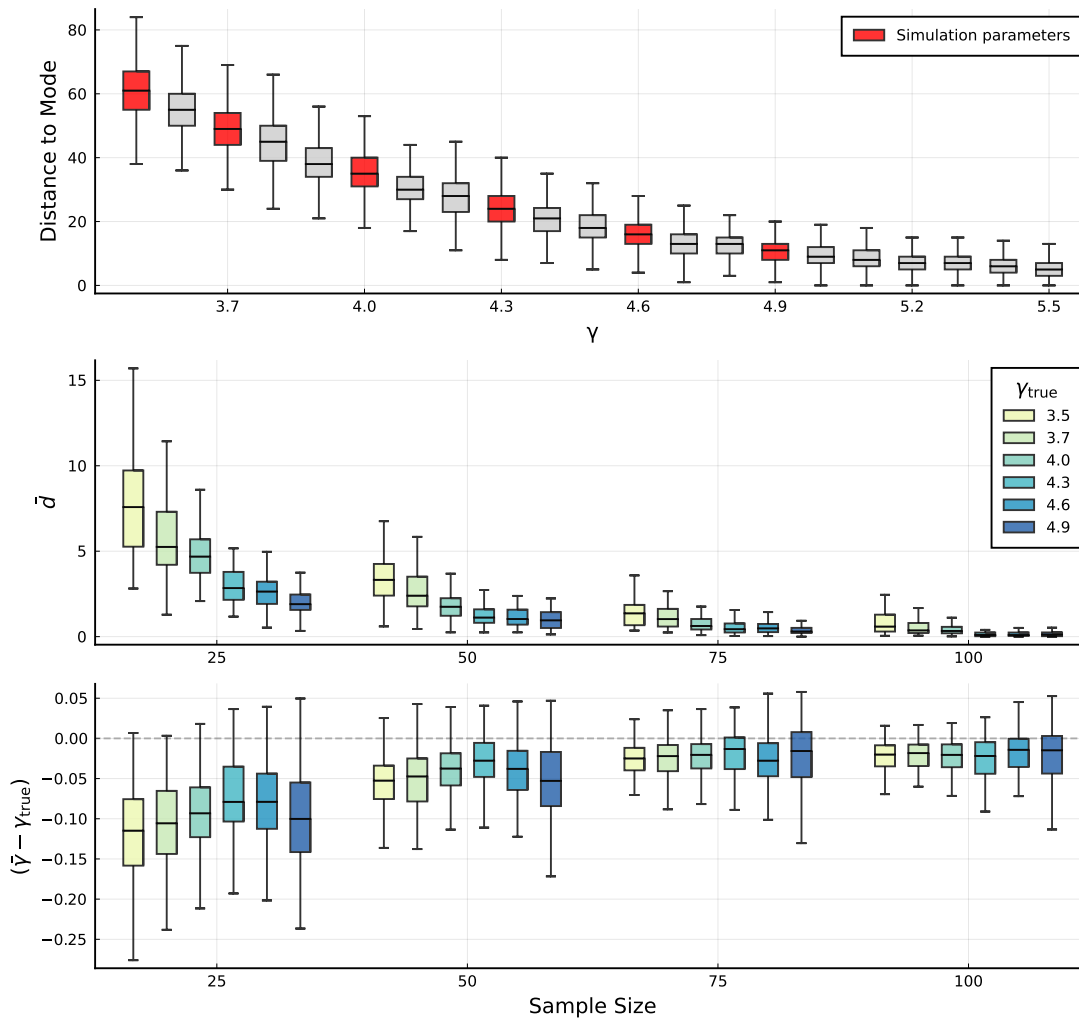 80
60
40
20
0
Distance to Mode
Simulation parameters
3.7 4.0 4.3 4.6 4.9 5.2 5.5
γ
15
10
5
0
d̄
γtrue
3.5
3.7
4.0
4.3
4.6
4.9
25 50 75 100
0.05
0.00
−0.05
−0.10
−0.15
−0.20
−0.25
(γ̄ − γtrue)
25 50 75 100
Sample Size